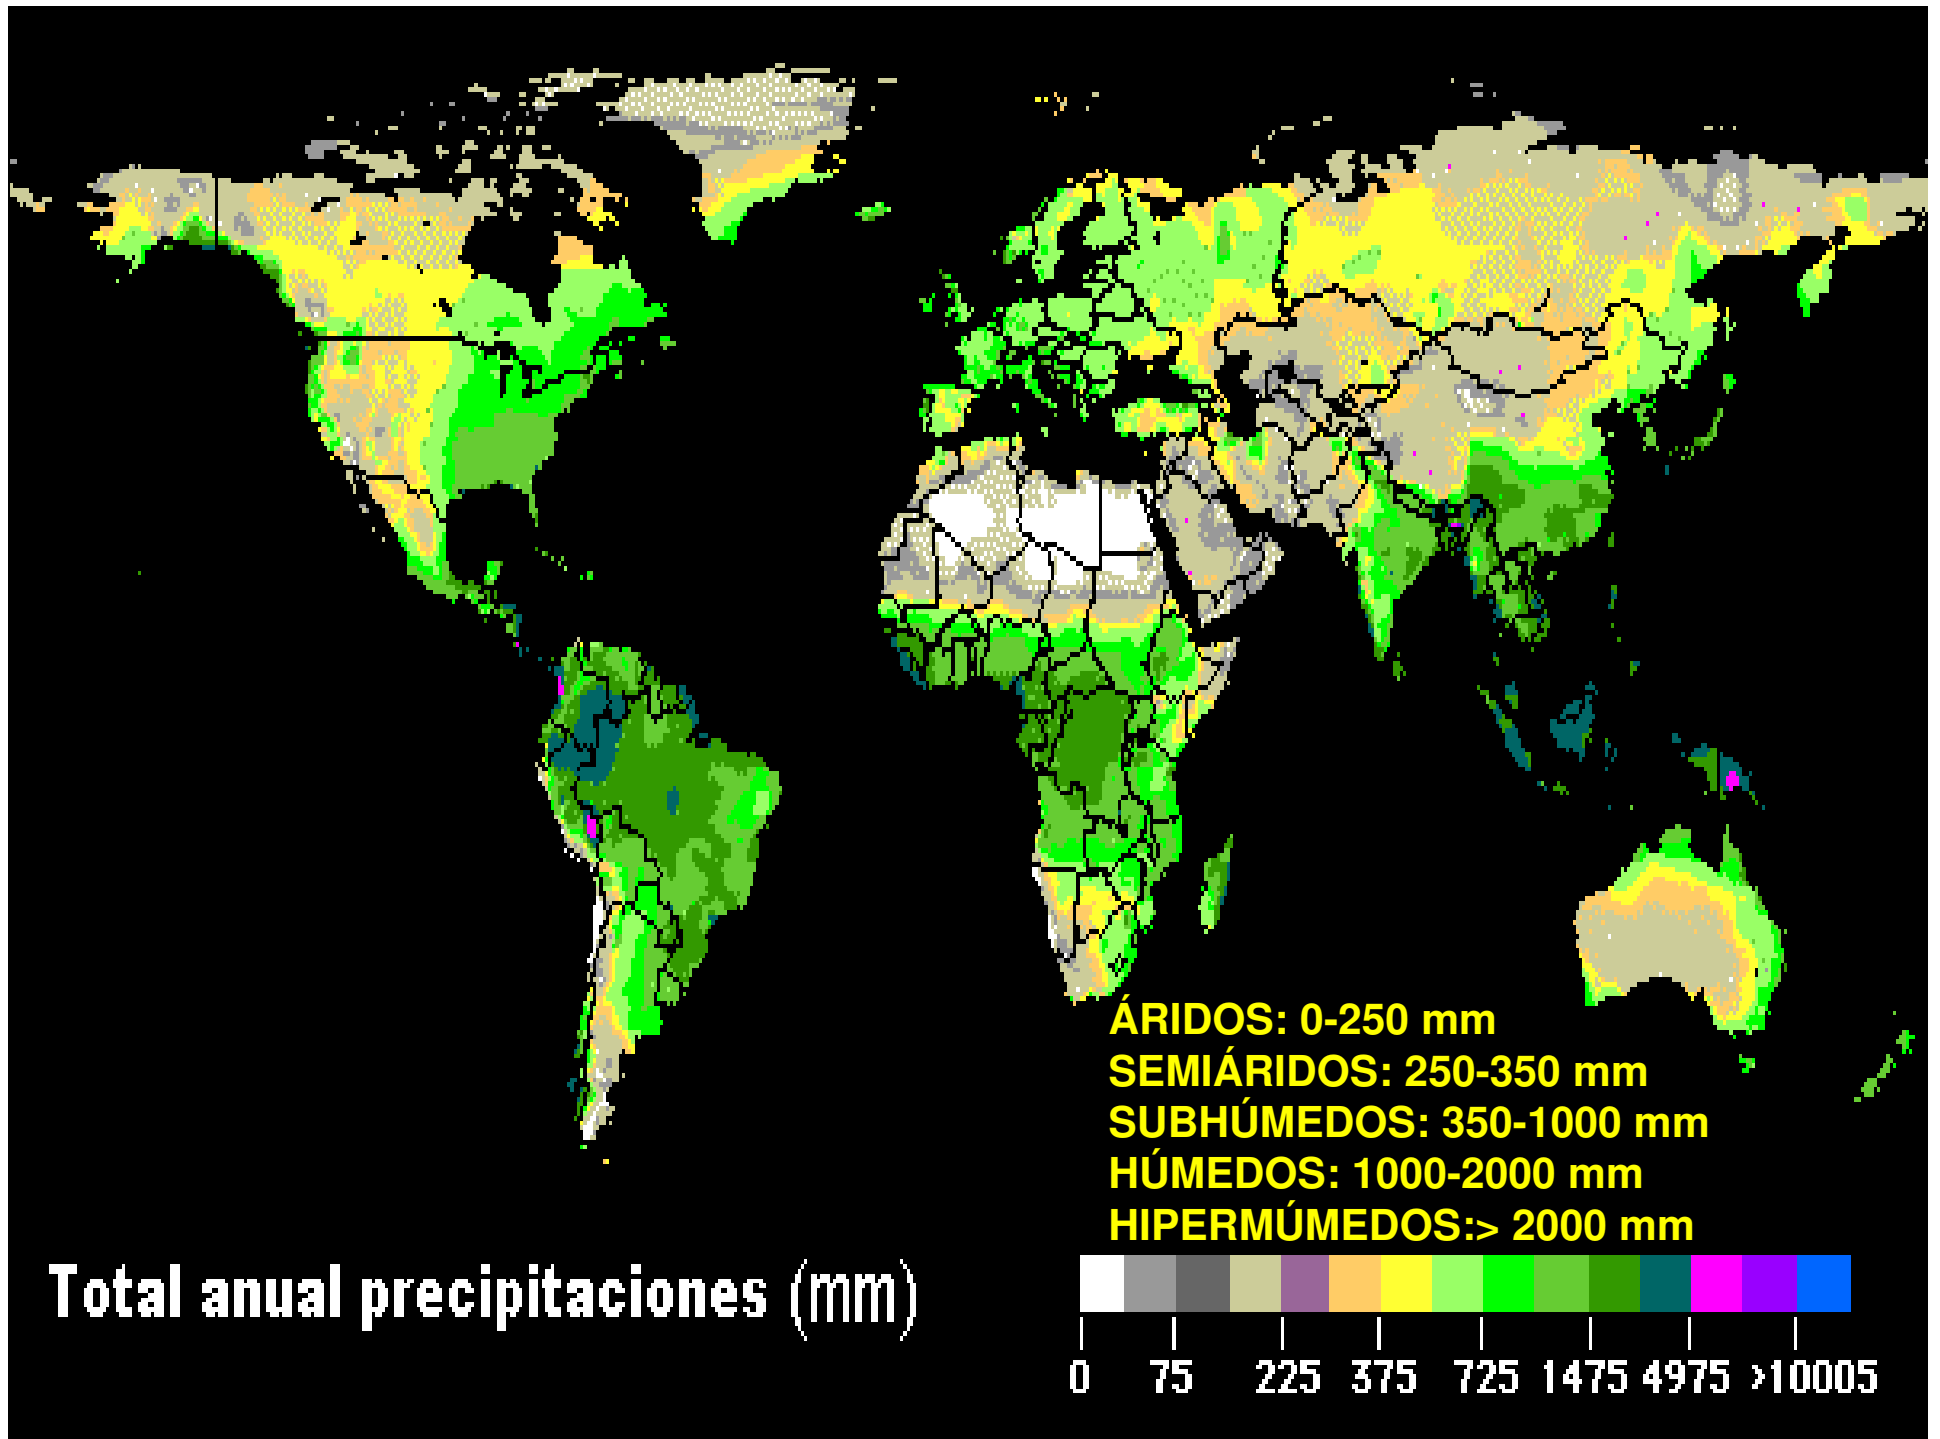 ÁRIDOS: 0-250 mm
SEMIÁRIDOS: 250-350 mm
SUBHÚMEDOS: 350-1000 mm
HÚMEDOS: 1000-2000 mm
HIPERMÚMEDOS:> 2000 mm
Total anual precipitaciones (mm)
0 75 225 375 725 1475 4975 >10005